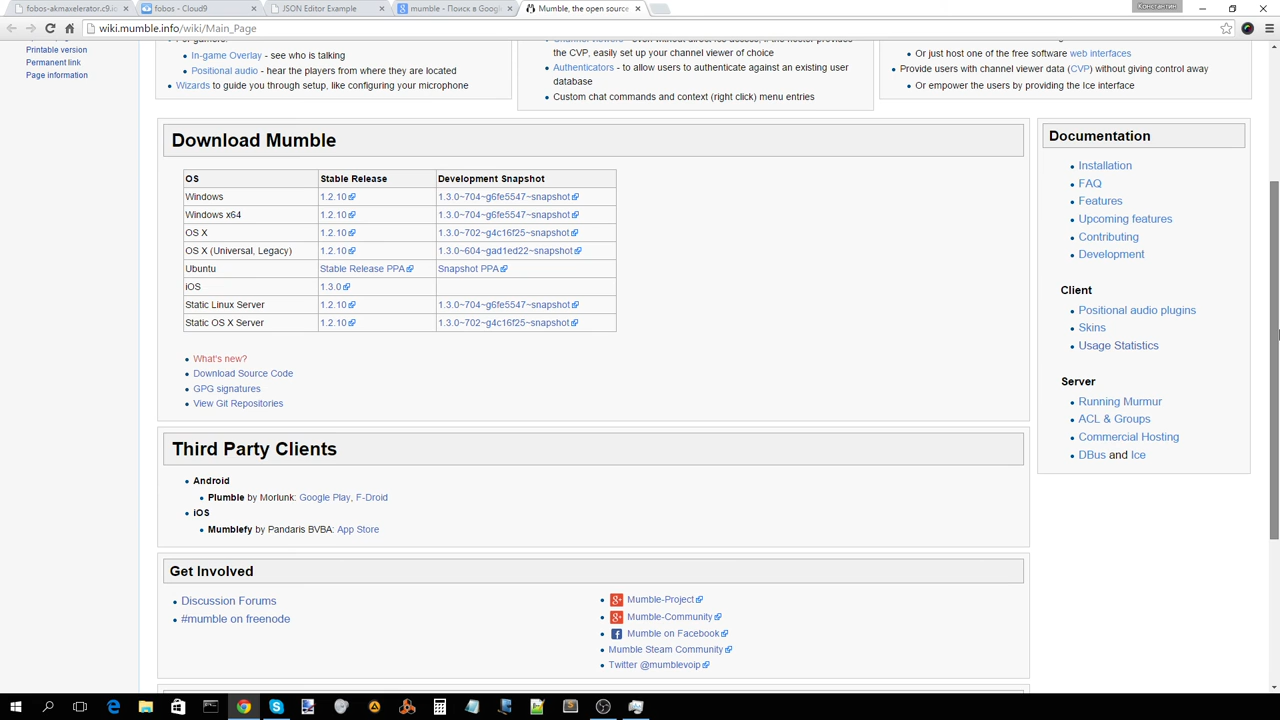 fobos-akmaxelerator.c9.i
fobos - Cloud9
JSON Editor Example
mumble - Поиск в Goog
Mumble, the open source
Константин
wiki.mumble.info/wiki/Main_Page
Printable version
Permanent link
Page information
In-game Overlay - see who is talking
Positional audio - hear the players from where they are located
Wizards to guide you through setup, like configuring your microphone
the CVP, easily set up your channel viewer of choice
Authenticators - to allow users to authenticate against an existing user
database
Custom chat commands and context (right click) menu entries
Or just host one of the free software web interfaces
Provide users with channel viewer data (CVP) without giving control away
Or empower the users by providing the Ice interface
Download Mumble
OS Stable Release Development Snapshot
Windows 1.2.10 1.3.0~704~g6fe5547~snapshot
Windows x64 1.2.10 1.3.0~704~g6fe5547~snapshot
OS X 1.2.10 1.3.0~702~g4c16f25~snapshot
OS X (Universal, Legacy) 1.2.10 1.3.0~604~gad1ed22~snapshot
Ubuntu Stable Release PPA Snapshot PPA
iOS 1.3.0
Static Linux Server 1.2.10 1.3.0~704~g6fe5547~snapshot
Static OS X Server 1.2.10 1.3.0~702~g4c16f25~snapshot
What's new?
Download Source Code
GPG signatures
View Git Repositories
Documentation
Installation
FAQ
Features
Upcoming features
Contributing
Development
Client
Positional audio plugins
Skins
Usage Statistics
Server
Running Murmur
ACL & Groups
Commercial Hosting
DBus and Ice
Third Party Clients
Android
Plumble by Morlunk: Google Play, F-Droid
iOS
Mumblefy by Pandaris BVBA: App Store
Get Involved
Discussion Forums
#mumble on freenode
Mumble-Project
Mumble-Community
Mumble on Facebook
Mumble Steam Community
Twitter @mumblevoip